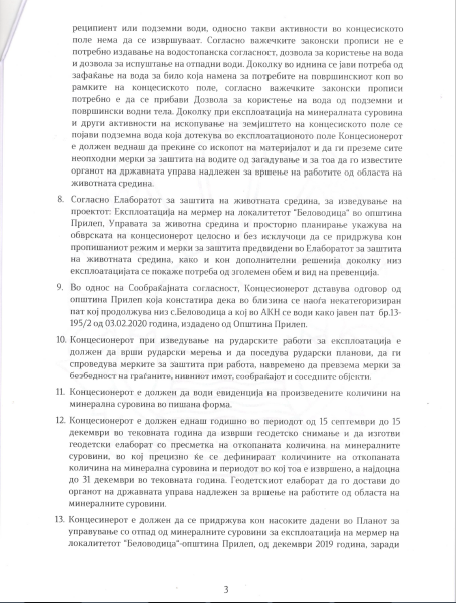 реципиент или подземни води, односно такви активности во концесиското
поле нема да се извршуваат. Согласно важечките законски прописи не е
потребно издавање на водостопанска согласност, дозвола за користење на вода
и дозвола за испуштање на отпадни води. Доколку во иднина се јави потреба од
зафаќање на вода за било која намена за потребите на површинскиот коп во
рамките на концесиското поле, согласно важечките законски прописи
потребно е да се прибави Дозвола за користење на вода од подземни и
површински водни тела. Доколку при експлоатација на минералната суровина
и други активности на ископување на земјиштето на концесиското поле се
појави подземна вода која дотекува во експлоатационото поле Концесионерот
е должен веднаш да прекине со ископот на материјалот и да ги преземе сите
неопходни мерки за заштита на водите од загадување и за тоа да го извести
органот на државната управа надлежен за вршење на работите од областа на
животната средина.
8. Согласно Елаборатот за заштита на животната средина, за изведување на
проектот: Експлоатација на мермер на локалитетот "Беловодица" во општина
Прилеп, Управата за животна средина и просторно планирање укажува на
обврската на концесионерот целосно и без исклучоци да се придржува кон
пропишаниот режим и мерки за заштита предвидени во Елаборатот за заштита
на животната средина, како и кон дополнителни решенија доколку низ
експлоатацијата се покаже потреба од зголемен обем и вид на превенција.
9. Во однос на Сообраќајната согласност, Концесионерот дставува одговор од
општина Прилеп која констатира дека во близина се наоѓа некатегоризиран
пат кој продолжува низ с.Беловодица а кој во АКН се води како јавен пат бр.13-
195/2 од 03.02.2020 година, издадено од Општина Прилеп.
10. Концесионерот при изведување на рударските работи за експлоатација е
должен да врши рударски мерења и да поседува рударски планови, да ги
спроведува мерките за заштита при работа, навремено да превзема мерки за
безбедност на граѓаните, нивниот имот, сообраќајот и соседните објекти.
11. Концесионерот е должен да води евиденција на произведените количини на
минерална суровина во пишана форма.
12. Концесионерот е должен еднаш годишно во периодот од 15 септември до 15
декември во тековната година да изврши геодетско снимање и да изготви
геодетски елаборат со пресметка на откопаната количина на минералните
суровини, во кој прецизно ќе се дефинираат количините на откопаната
количина на минерална суровина и периодот во кој тоа е извршено, а најдоцна
до 31 декември во тековната година. Геодетскиот елаборат да го достави до
органот на државната управа надлежен за вршење на работите од областа на
минералните суровини.
13. Концесинерот е должен да се придржува кон насоките дадени во Планот за
управување со отпад од минералните суровини за експлоатација на мермер на
локалитетот "Беловодица"-општина Прилеп, од декември 2019 година, заради
3